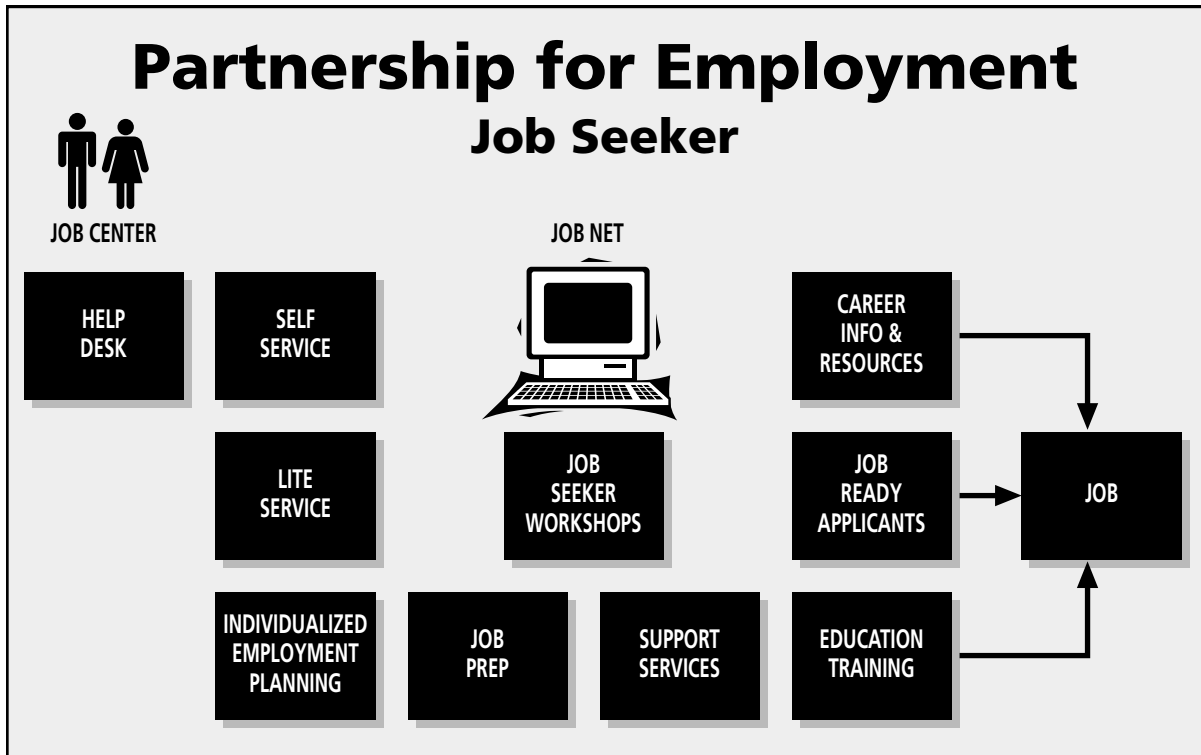 Partnership for Employment
Job Seeker
JOB CENTER
JOB NET
HELP
DESK
SELF
SERVICE
CAREER
INFO &
RESOURCES
LITE
SERVICE
JOB
SEEKER
WORKSHOPS
JOB
READY
APPLICANTS
JOB
INDIVIDUALIZED
EMPLOYMENT
PLANNING
JOB
PREP
SUPPORT
SERVICES
EDUCATION
TRAINING